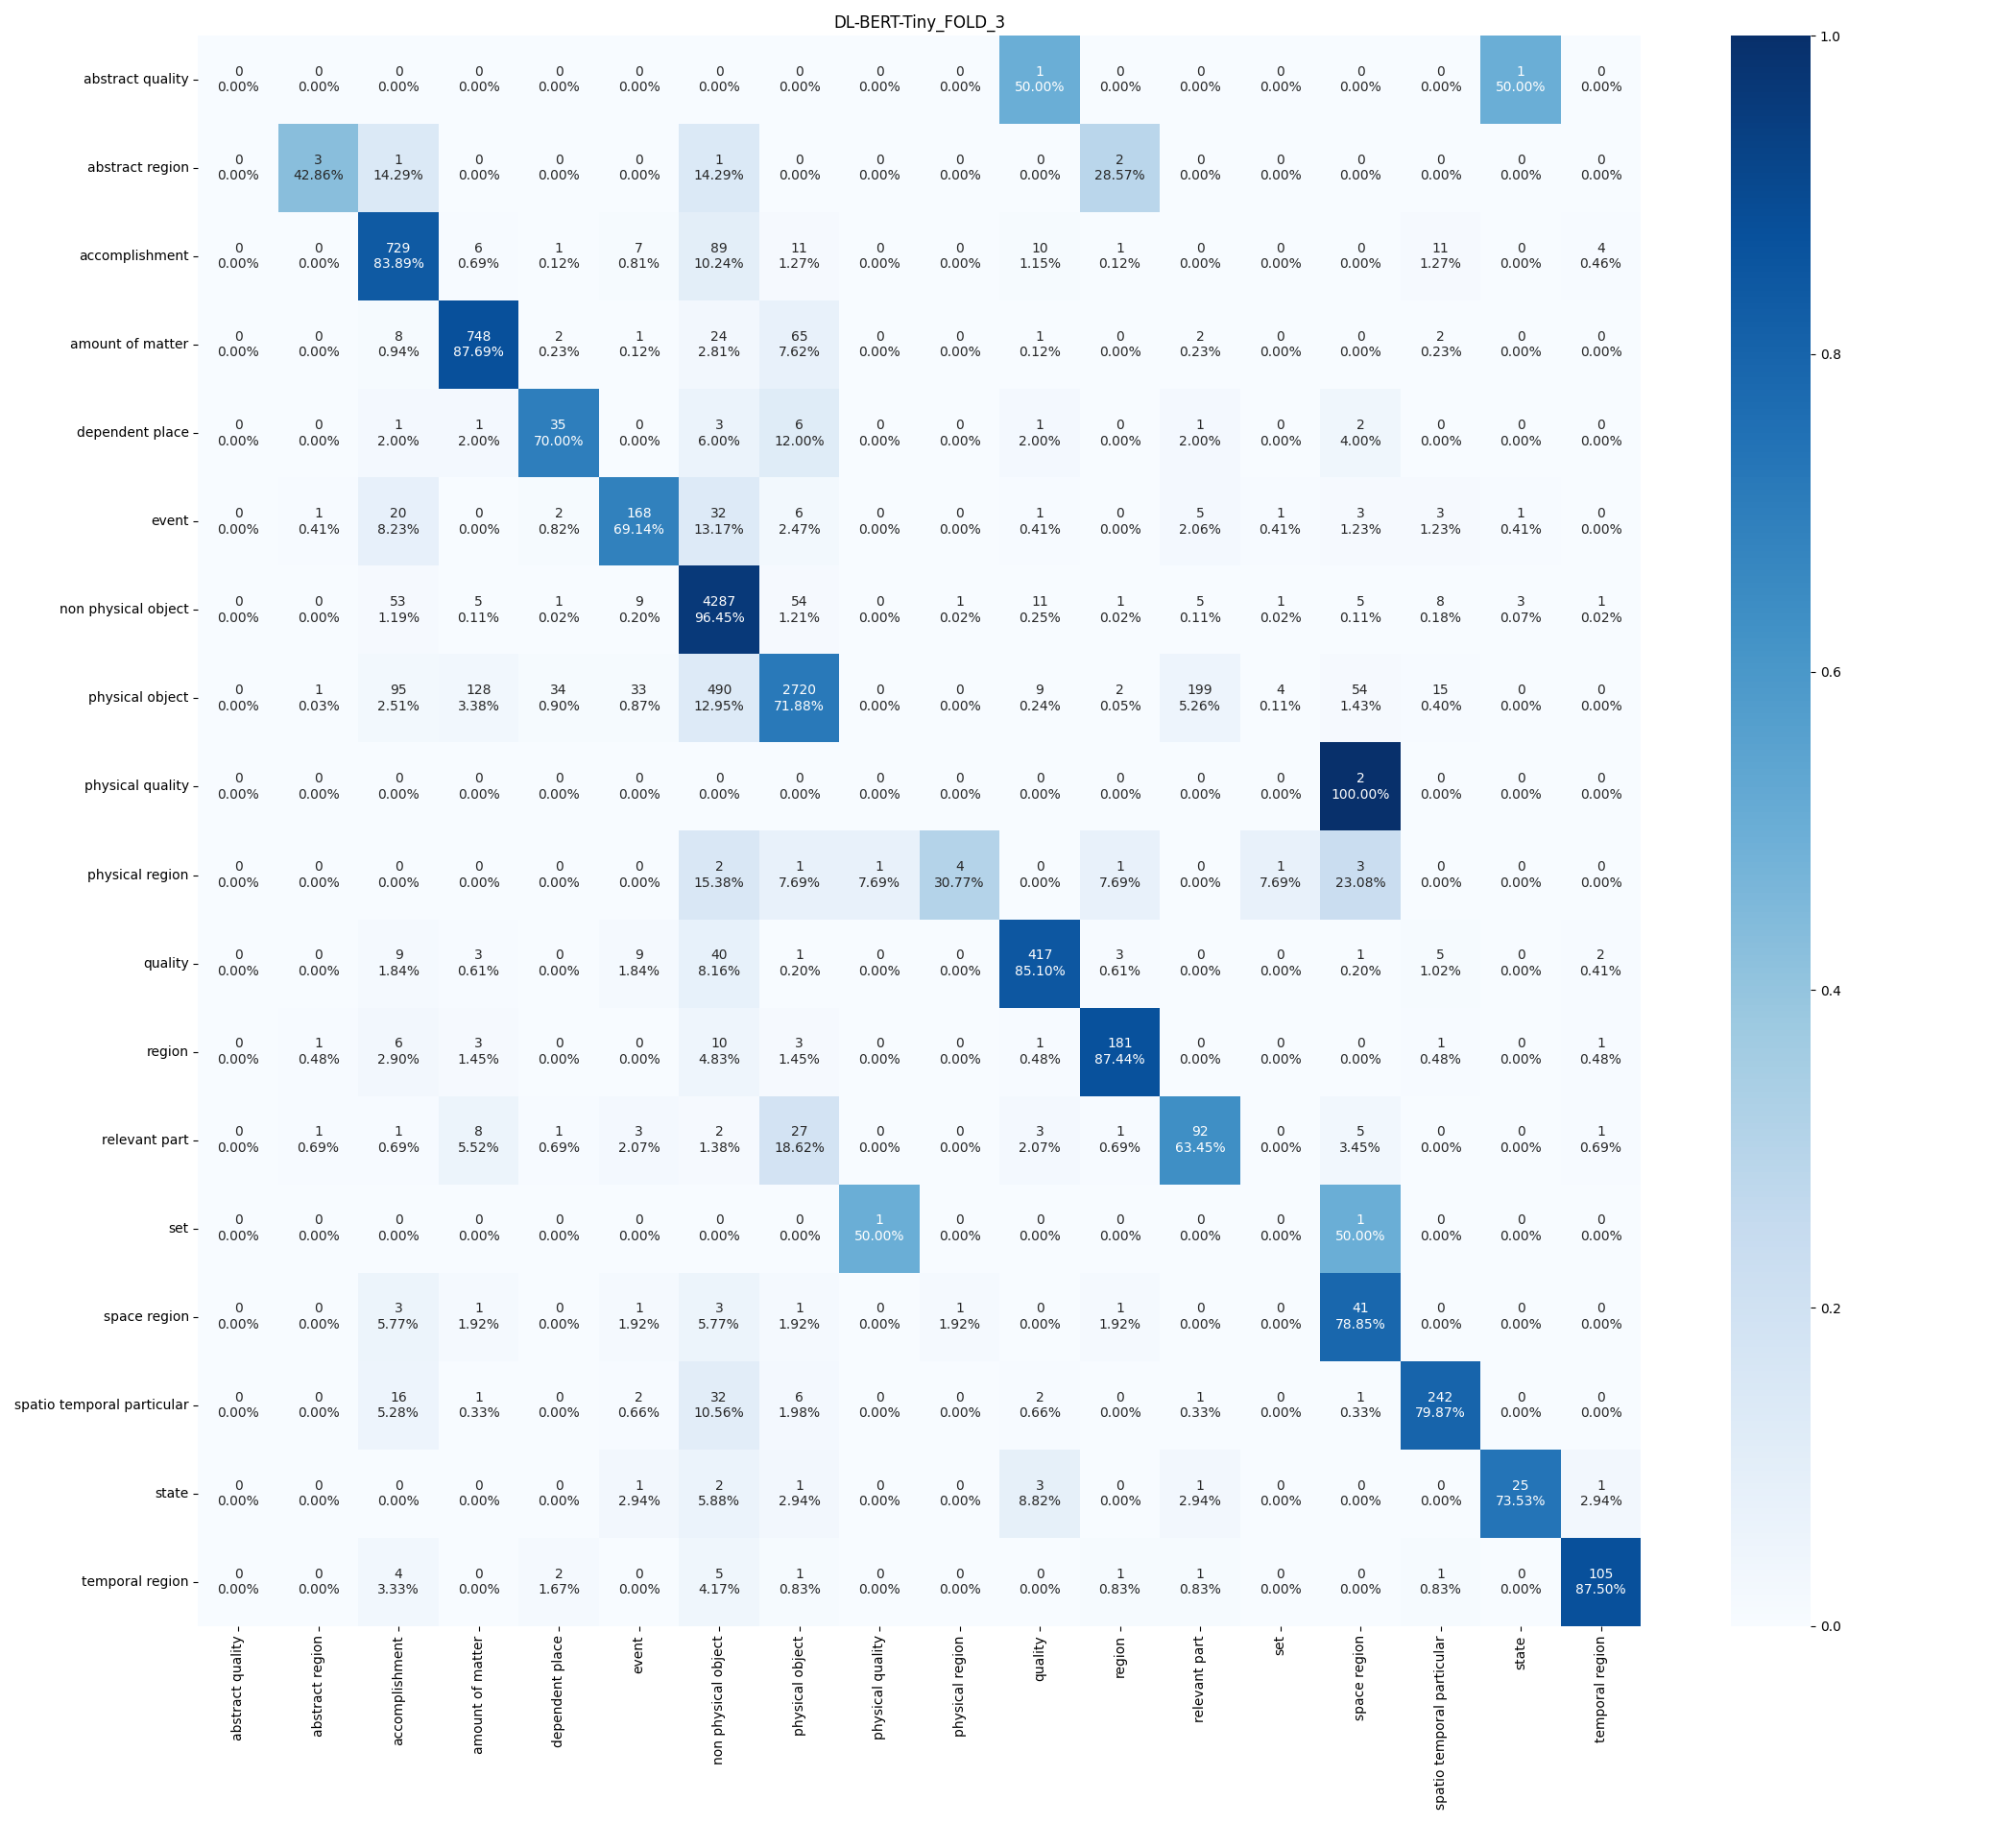 DL-BERT-Tiny_FOLD_3
abstract quality
0 0 0 0 0 0 0 0 0 0 1 0 0 0 0 0 1 0
0.00% 0.00% 0.00% 0.00% 0.00% 0.00% 0.00% 0.00% 0.00% 0.00% 50.00% 0.00% 0.00% 0.00% 0.00% 0.00% 50.00% 0.00%
abstract region
0 3 1 0 0 0 1 0 0 0 0 2 0 0 0 0 0 0
0.00% 42.86% 14.29% 0.00% 0.00% 0.00% 14.29% 0.00% 0.00% 0.00% 0.00% 28.57% 0.00% 0.00% 0.00% 0.00% 0.00% 0.00%
accomplishment
0 0 729 6 1 7 89 11 0 0 10 1 0 0 0 11 0 4
0.00% 0.00% 83.89% 0.69% 0.12% 0.81% 10.24% 1.27% 0.00% 0.00% 1.15% 0.12% 0.00% 0.00% 0.00% 1.27% 0.00% 0.46%
amount of matter
0 0 8 748 2 1 24 65 0 0 1 0 2 0 0 2 0 0
0.00% 0.00% 0.94% 87.69% 0.23% 0.12% 2.81% 7.62% 0.00% 0.00% 0.12% 0.00% 0.23% 0.00% 0.00% 0.23% 0.00% 0.00%
dependent place
0 0 1 1 35 0 3 6 0 0 1 0 1 0 2 0 0 0
0.00% 0.00% 2.00% 2.00% 70.00% 0.00% 6.00% 12.00% 0.00% 0.00% 2.00% 0.00% 2.00% 0.00% 4.00% 0.00% 0.00% 0.00%
event
0 1 20 0 2 168 32 6 0 0 1 0 5 1 3 3 1 0
0.00% 0.41% 8.23% 0.00% 0.82% 69.14% 13.17% 2.47% 0.00% 0.00% 0.41% 0.00% 2.06% 0.41% 1.23% 1.23% 0.41% 0.00%
non physical object
0 0 53 5 1 9 4287 54 0 1 11 1 5 1 5 8 3 1
0.00% 0.00% 1.19% 0.11% 0.02% 0.20% 96.45% 1.21% 0.00% 0.02% 0.25% 0.02% 0.11% 0.02% 0.11% 0.18% 0.07% 0.02%
physical object
0 1 95 128 34 33 490 2720 0 0 9 2 199 4 54 15 0 0
0.00% 0.03% 2.51% 3.38% 0.90% 0.87% 12.95% 71.88% 0.00% 0.00% 0.24% 0.05% 5.26% 0.11% 1.43% 0.40% 0.00% 0.00%
physical quality
0 0 0 0 0 0 0 0 0 0 0 0 0 0 2 0 0 0
0.00% 0.00% 0.00% 0.00% 0.00% 0.00% 0.00% 0.00% 0.00% 0.00% 0.00% 0.00% 0.00% 0.00% 100.00% 0.00% 0.00% 0.00%
physical region
0 0 0 0 0 0 2 1 1 4 0 1 0 1 3 0 0 0
0.00% 0.00% 0.00% 0.00% 0.00% 0.00% 15.38% 7.69% 7.69% 30.77% 0.00% 7.69% 0.00% 7.69% 23.08% 0.00% 0.00% 0.00%
quality
0 0 9 3 0 9 40 1 0 0 417 3 0 0 1 5 0 2
0.00% 0.00% 1.84% 0.61% 0.00% 1.84% 8.16% 0.20% 0.00% 0.00% 85.10% 0.61% 0.00% 0.00% 0.20% 1.02% 0.00% 0.41%
region
0 1 6 3 0 0 10 3 0 0 1 181 0 0 0 1 0 1
0.00% 0.48% 2.90% 1.45% 0.00% 0.00% 4.83% 1.45% 0.00% 0.00% 0.48% 87.44% 0.00% 0.00% 0.00% 0.48% 0.00% 0.48%
relevant part
0 1 1 8 1 3 2 27 0 0 3 1 92 0 5 0 0 1
0.00% 0.69% 0.69% 5.52% 0.69% 2.07% 1.38% 18.62% 0.00% 0.00% 2.07% 0.69% 63.45% 0.00% 3.45% 0.00% 0.00% 0.69%
set
0 0 0 0 0 0 0 0 1 0 0 0 0 0 1 0 0 0
0.00% 0.00% 0.00% 0.00% 0.00% 0.00% 0.00% 0.00% 50.00% 0.00% 0.00% 0.00% 0.00% 0.00% 50.00% 0.00% 0.00% 0.00%
space region
0 0 3 1 0 1 3 1 0 1 0 1 0 0 41 0 0 0
0.00% 0.00% 5.77% 1.92% 0.00% 1.92% 5.77% 1.92% 0.00% 1.92% 0.00% 1.92% 0.00% 0.00% 78.85% 0.00% 0.00% 0.00%
spatio temporal particular
0 0 16 1 0 2 32 6 0 0 2 0 1 0 1 242 0 0
0.00% 0.00% 5.28% 0.33% 0.00% 0.66% 10.56% 1.98% 0.00% 0.00% 0.66% 0.00% 0.33% 0.00% 0.33% 79.87% 0.00% 0.00%
state
0 0 0 0 0 1 2 1 0 0 3 0 1 0 0 0 25 1
0.00% 0.00% 0.00% 0.00% 0.00% 2.94% 5.88% 2.94% 0.00% 0.00% 8.82% 0.00% 2.94% 0.00% 0.00% 0.00% 73.53% 2.94%
temporal region
0 0 4 0 2 0 5 1 0 0 0 1 1 0 0 1 0 105
0.00% 0.00% 3.33% 0.00% 1.67% 0.00% 4.17% 0.83% 0.00% 0.00% 0.00% 0.83% 0.83% 0.00% 0.00% 0.83% 0.00% 87.50%
abstract quality
abstract region
accomplishment
amount of matter
dependent place
event
non physical object
physical object
physical quality
physical region
quality
region
relevant part
set
space region
spatio temporal particular
state
temporal region
1.0
0.8
0.6
0.4
0.2
0.0